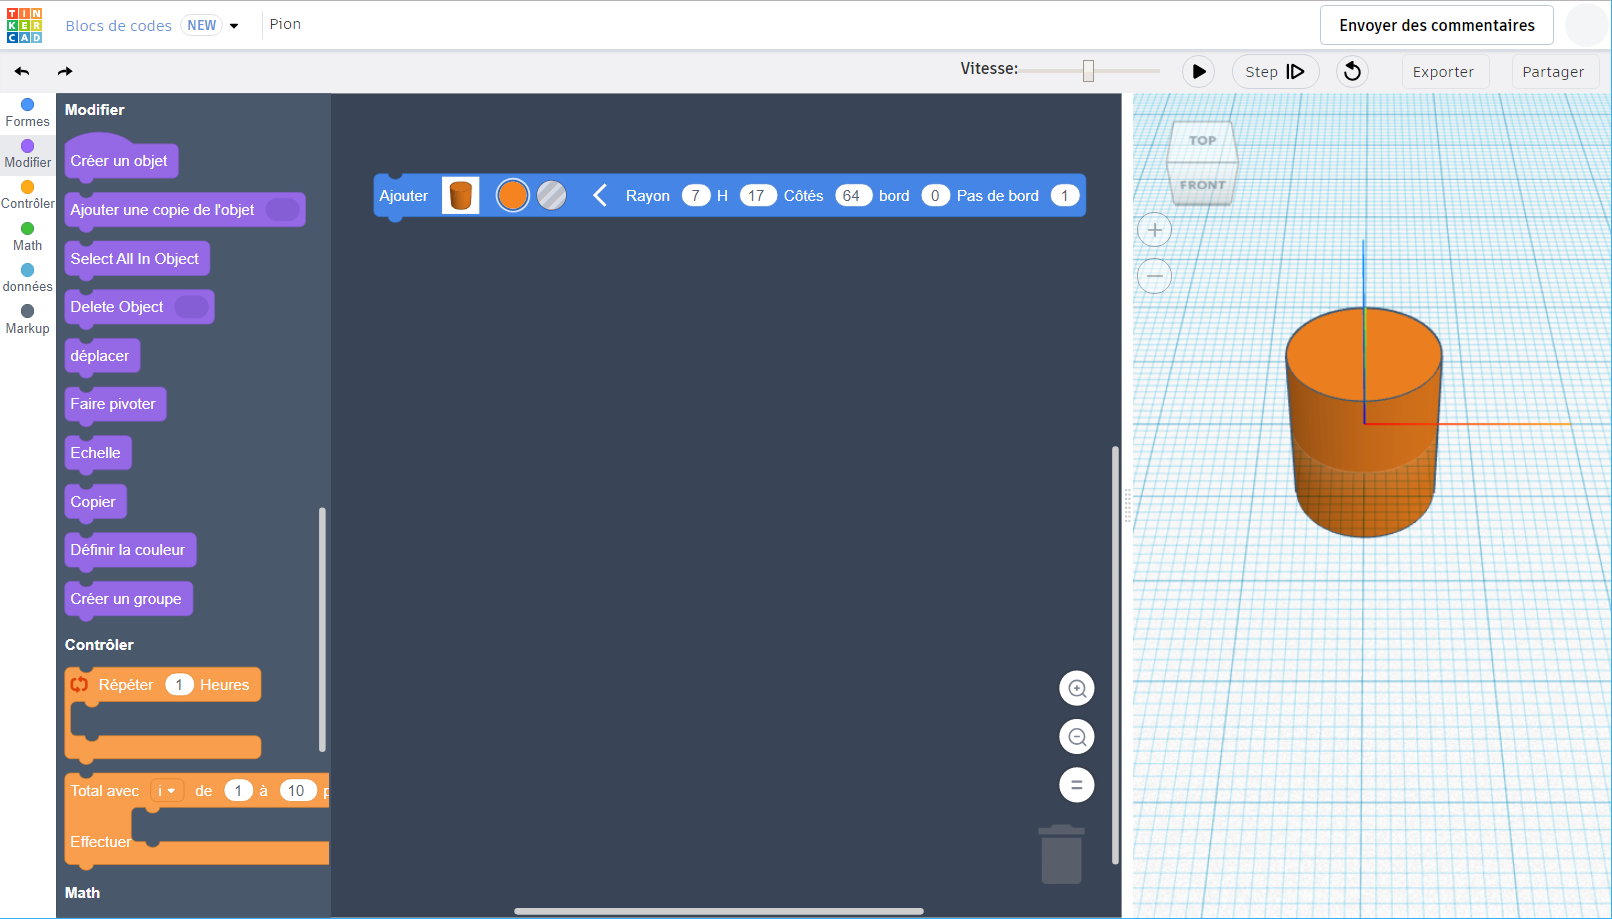 TIN
KER
CAD
Blocs de codes NEW
Pion
Envoyer des commentaires
Vitesse:
Step
Exporter
Partager
Formes
Modifier
Contrôler
Math
données
Markup
Modifier
Créer un objet
Ajouter une copie de l'objet
Select All In Object
Delete Object
déplacer
Faire pivoter
Echelle
Copier
Définir la couleur
Créer un groupe
Contrôler
Répéter 1 Heures
Total avec i de 1 à 10 p
Effectuer
Math
Ajouter Rayon 7 H 17 Côtés 64 bord 0 Pas de bord 1
TOP
FRONT